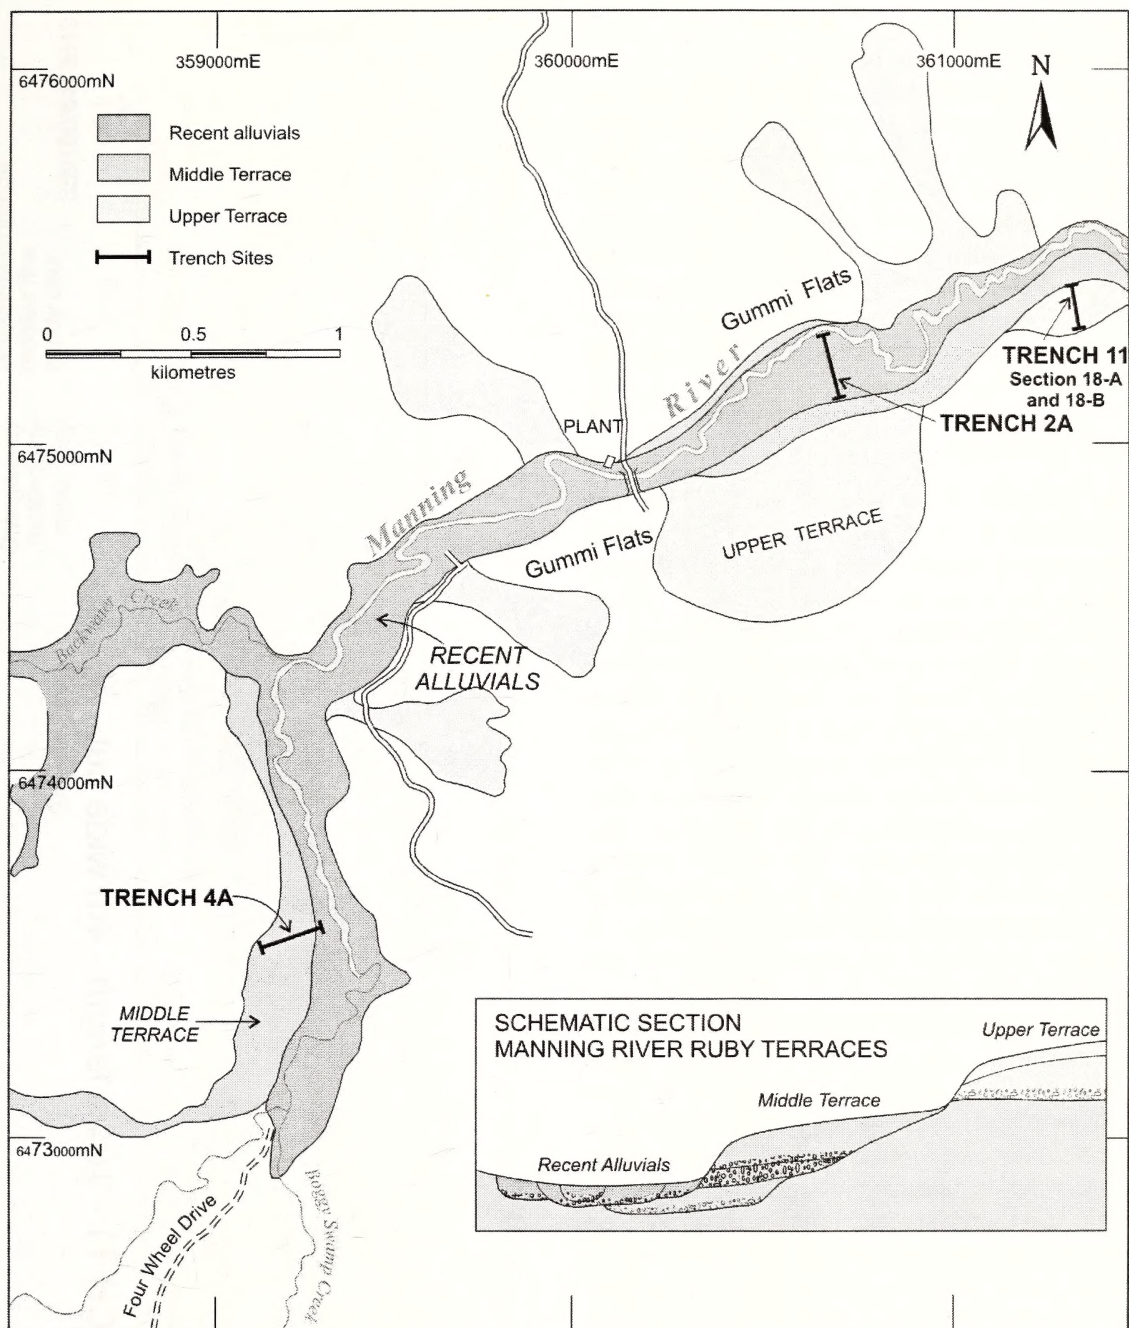 359000mE
360000mE
361000mE
N
6476000mN
Recent alluvials
Middle Terrace
Upper Terrace
Trench Sites
0 0.5 1
kilometres
Gummi Flats
River
TRENCH 11
Section 18-A
and 18-B
TRENCH 2A
PLANT
6475000mN
Manning
Gummi Flats
UPPER TERRACE
Backwater Creek
RECENT
ALLUVIALS
6474000mN
TRENCH 4A
MIDDLE
TERRACE
SCHEMATIC SECTION
MANNING RIVER RUBY TERRACES
Upper Terrace
Middle Terrace
Recent Alluvials
6473000mN
Four Wheel Drive
Boggy Swamp Creek